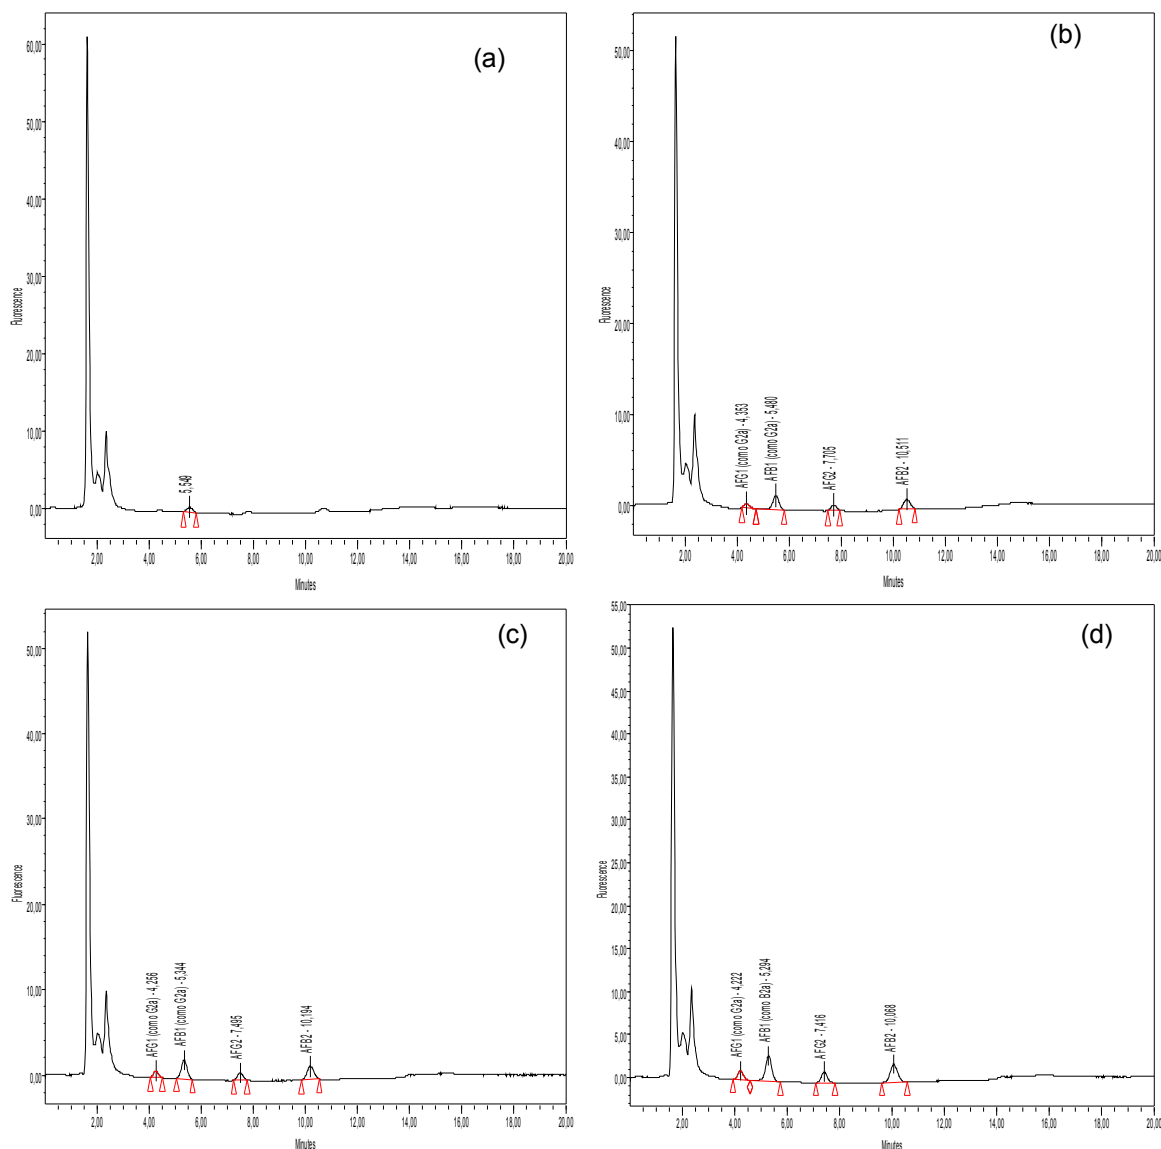 (a)
60,00
50,00
40,00
30,00
20,00
10,00
0,00
Fluorescence
5,549
2,00 4,00 6,00 8,00 10,00 12,00 14,00 16,00 18,00 20,00
Minutes
(b)
50,00
40,00
30,00
20,00
10,00
0,00
Fluorescence
AFG1 (como G2a) - 4,353
AFB1 (como G2a) - 5,480
AFG2 - 7,705
AFB2 - 10,511
2,00 4,00 6,00 8,00 10,00 12,00 14,00 16,00 18,00 20,00
Minutes
(c)
50,00
40,00
30,00
20,00
10,00
0,00
Fluorescence
AFG1 (como G2a) - 4,256
AFB1 (como G2a) - 5,344
AFG2 - 7,495
AFB2 - 10,194
2,00 4,00 6,00 8,00 10,00 12,00 14,00 16,00 18,00 20,00
Minutes
(d)
55,00
50,00
45,00
40,00
35,00
30,00
25,00
20,00
15,00
10,00
5,00
0,00
Fluorescence
AFG1 (como G2a) - 4,222
AFB1 (como B2a) - 5,294
AFG2 - 7,416
AFB2 - 10,068
2,00 4,00 6,00 8,00 10,00 12,00 14,00 16,00 18,00 20,00
Minutes